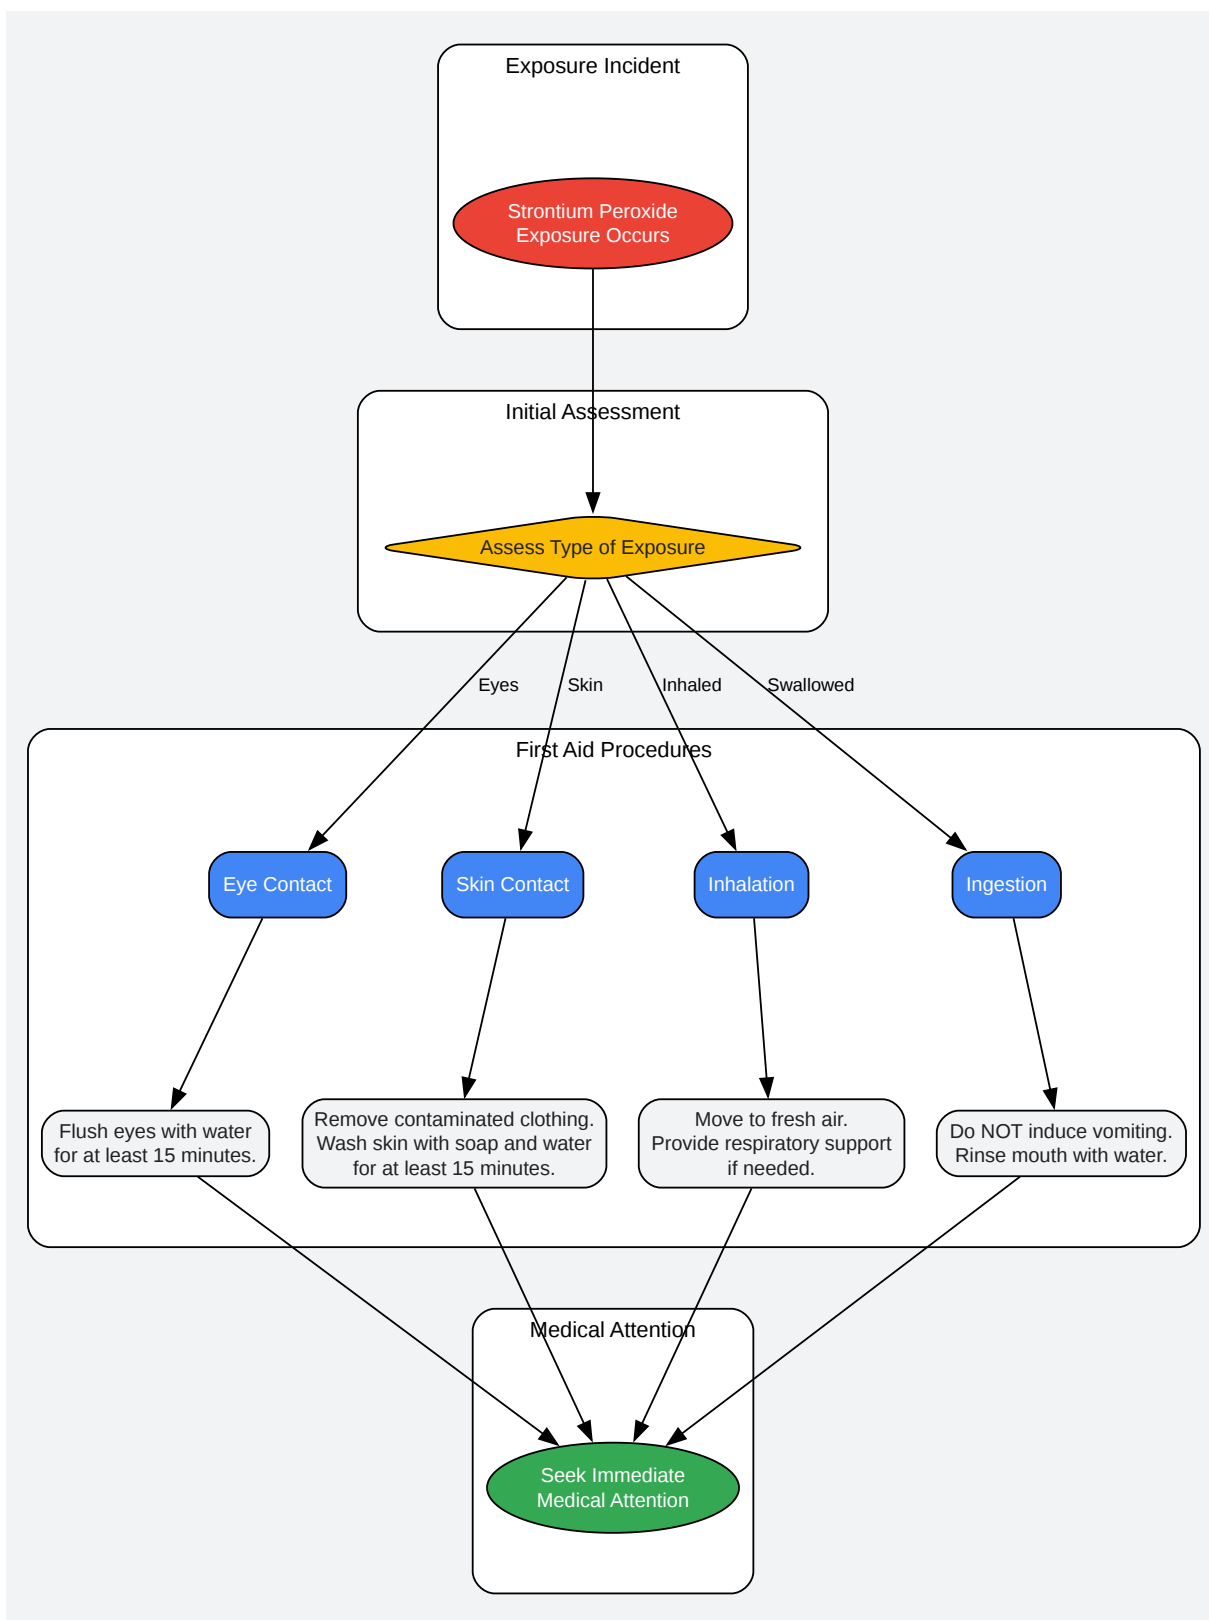 Exposure Incident
Strontium Peroxide
Exposure Occurs
Initial Assessment
Assess Type of Exposure
Eyes
Skin
Inhaled
Swallowed
First Aid Procedures
Eye Contact
Skin Contact
Inhalation
Ingestion
Flush eyes with water
for at least 15 minutes.
Remove contaminated clothing.
Wash skin with soap and water
for at least 15 minutes.
Move to fresh air.
Provide respiratory support
if needed.
Do NOT induce vomiting.
Rinse mouth with water.
Medical Attention
Seek Immediate
Medical Attention